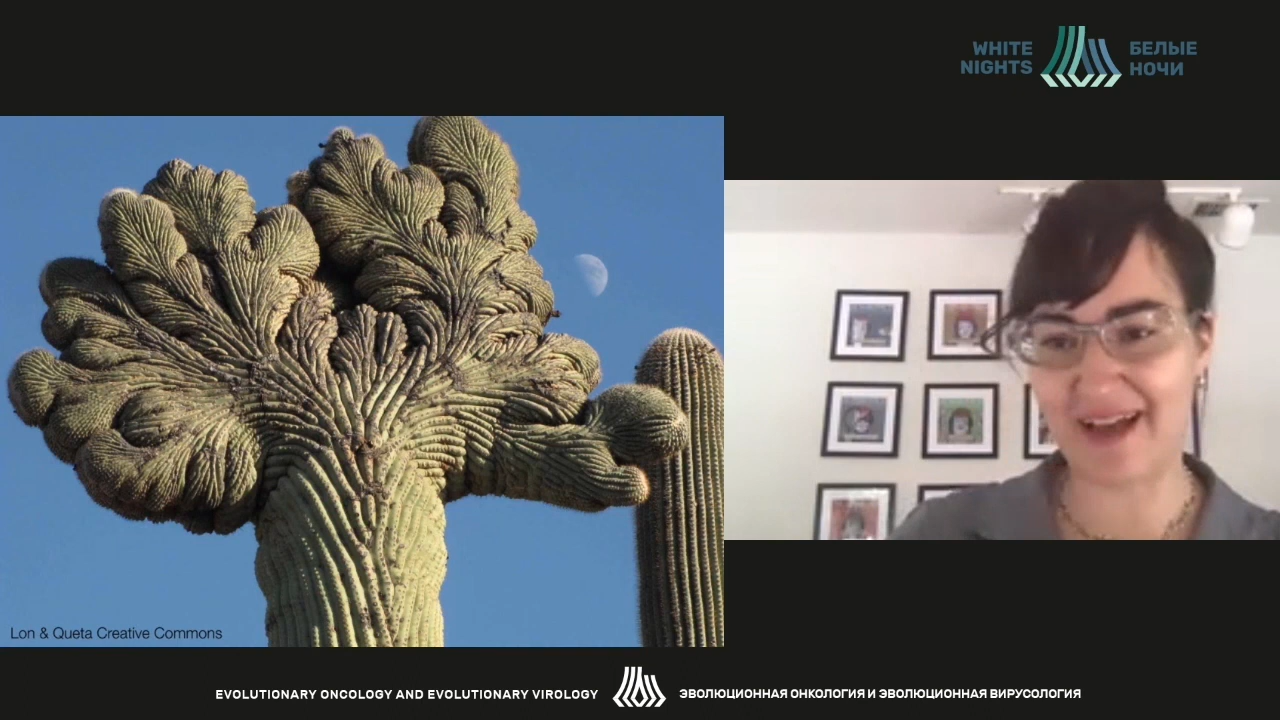 WHITE
NIGHTS
БЕЛЫЕ
НОЧИ
Lon & Queta Creative Commons
EVOLUTIONARY ONCOLOGY AND EVOLUTIONARY VIROLOGY
ЭВОЛЮЦИОННАЯ ОНКОЛОГИЯ И ЭВОЛЮЦИОННАЯ ВИРУСОЛОГИЯ